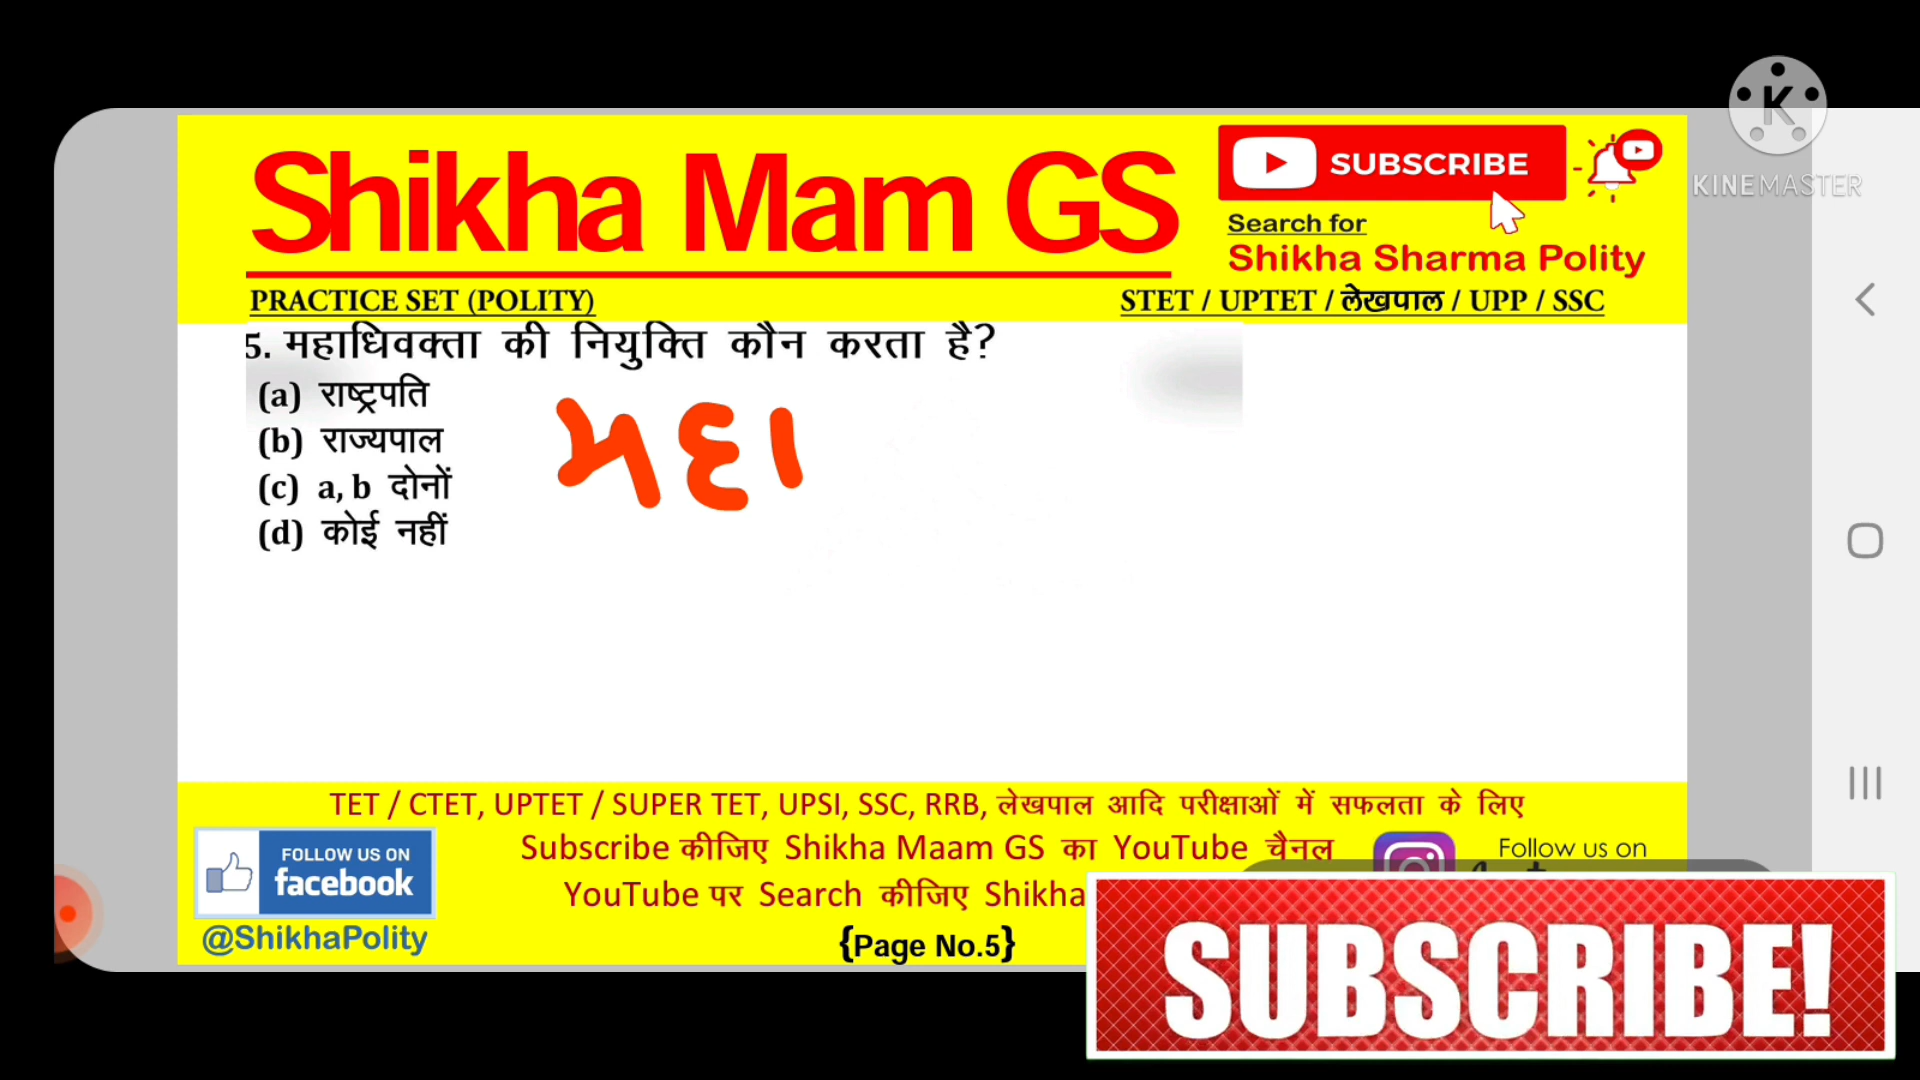 K
KINEMASTER
Shikha Mam GS
SUBSCRIBE
Search for
Shikha Sharma Polity
PRACTICE SET (POLITY)
STET / UPTET / लेखपाल / UPP / SSC
5. महाधिवक्ता की नियुक्ति कौन करता है?
(a) राष्ट्रपति
(b) राज्यपाल
(c) a, b दोनों
(d) कोई नहीं
महा
TET / CTET, UPTET / SUPER TET, UPSI, SSC, RRB, लेखपाल आदि परीक्षाओं में सफलता के लिए
Subscribe कीजिए Shikha Maam GS का YouTube चैनल
YouTube पर Search कीजिए Shikha
{Page No.5}
FOLLOW US ON
facebook
@ShikhaPolity
Follow us on
SUBSCRIBE!